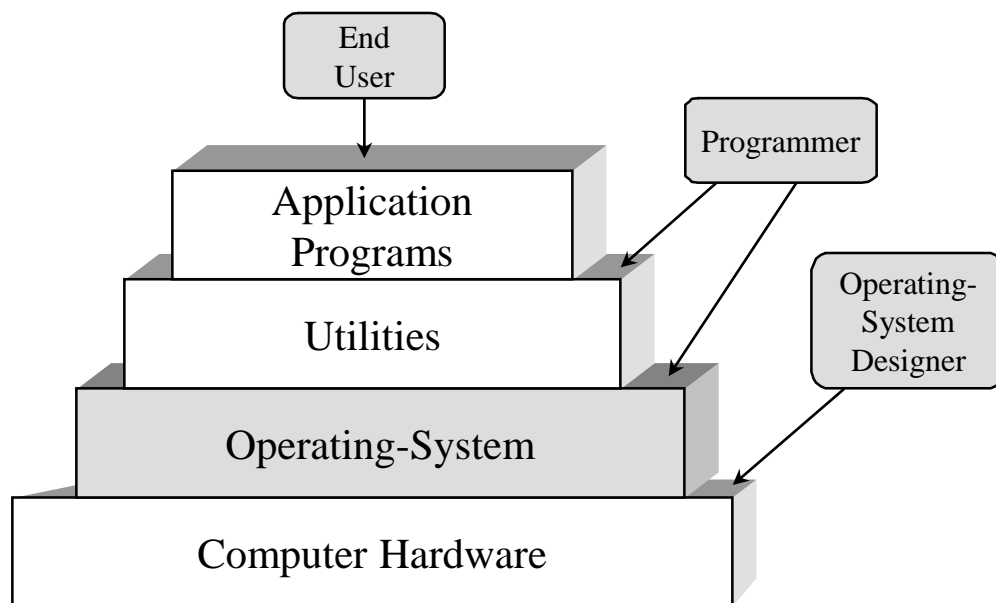 End
User
Programmer
Application
Programs
Operating-
System
Designer
Utilities
Operating-System
Computer Hardware